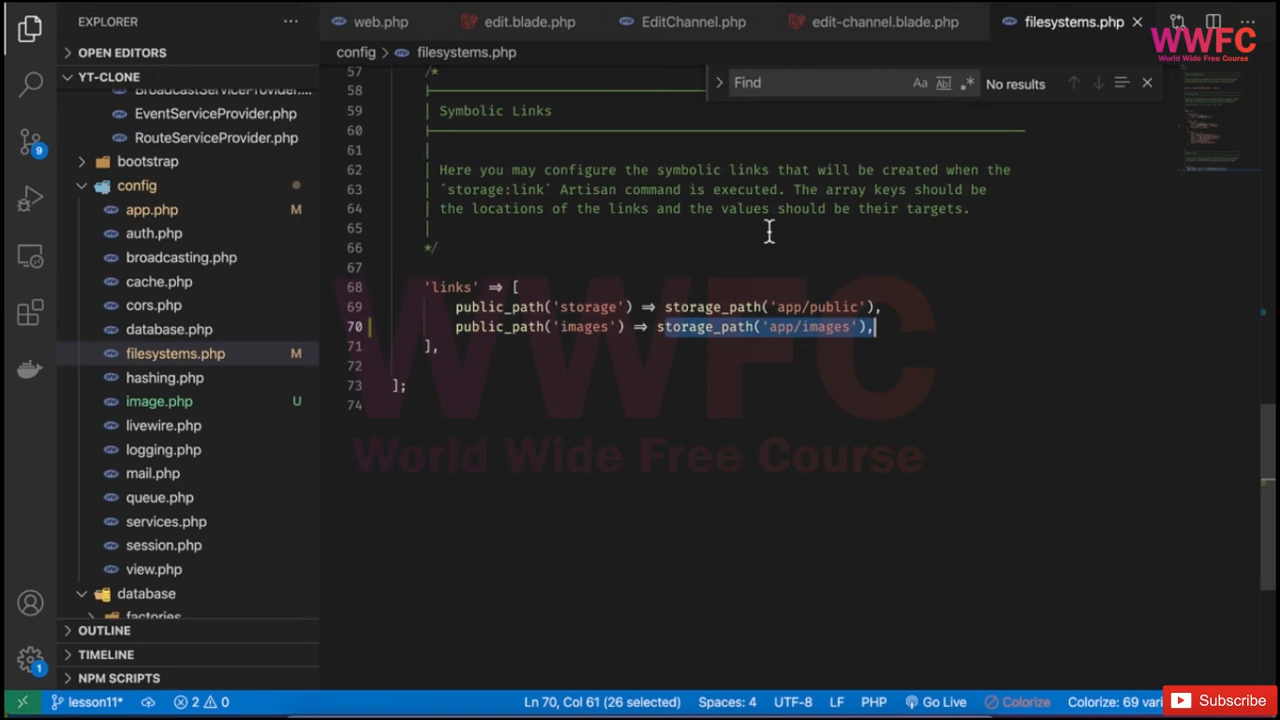 EXPLORER
OPEN EDITORS
YT-CLONE
BroadcastServiceProvider....
EventServiceProvider.php
RouteServiceProvider.php
bootstrap
config
app.php M
auth.php
broadcasting.php
cache.php
cors.php
database.php
filesystems.php M
hashing.php
image.php U
livewire.php
logging.php
mail.php
queue.php
services.php
session.php
view.php
database
factories
OUTLINE
TIMELINE
NPM SCRIPTS
9
1
web.php edit.blade.php EditChannel.php edit-channel.blade.php filesystems.php
WWFC
World Wide Free Course
config > filesystems.php
Find Aa Abl .* No results
57 /*
58 |
59 | Symbolic Links
60 |
61 |
62 | Here you may configure the symbolic links that will be created when the
63 | `storage:link` Artisan command is executed. The array keys should be
64 | the locations of the links and the values should be their targets.
65 |
66 */
67
68 'links' => [
69 public_path('storage') => storage_path('app/public'),
70 public_path('images') => storage_path('app/images'),
71 ],
72
73 ];
74
WWFC
World Wide Free Course
lesson11* 2 0 Ln 70, Col 61 (26 selected) Spaces: 4 UTF-8 LF PHP Go Live Colorize Colorize: 69 vari
Subscribe